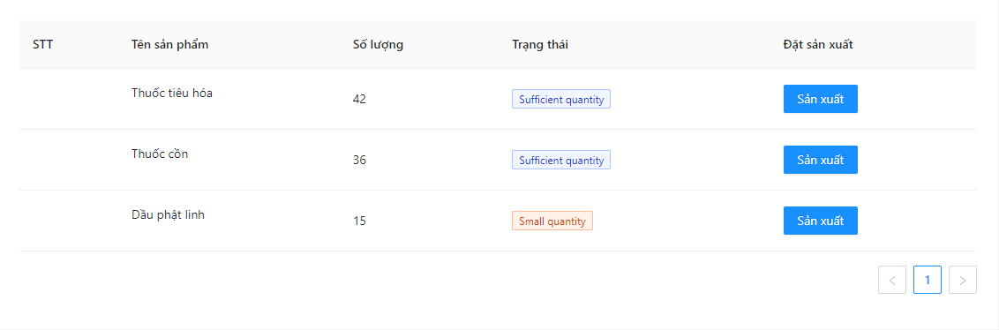 STT Tên sản phẩm Số lượng Trạng thái Đặt sản xuất
Thuốc tiêu hóa 42 Sufficient quantity Sản xuất
Thuốc cồn 36 Sufficient quantity Sản xuất
Dầu phật linh 15 Small quantity Sản xuất
< 1 >